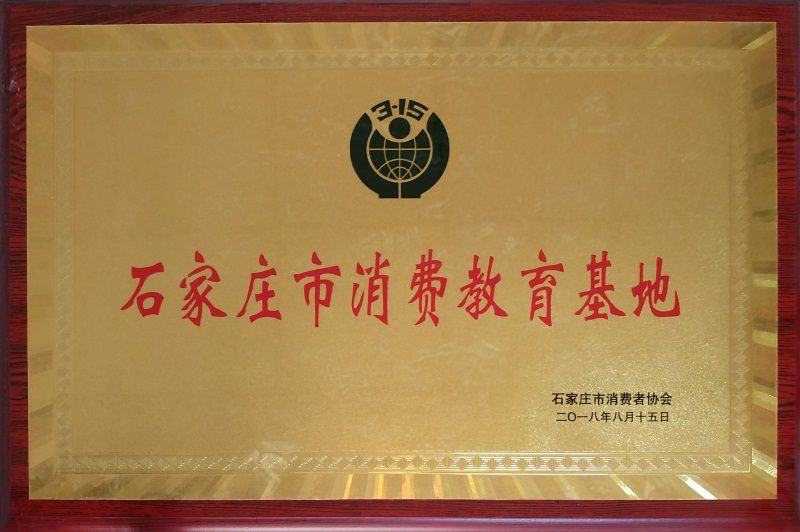 3·15
石家庄市消费教育基地
石家庄市消费者协会
二〇一八年八月十五日